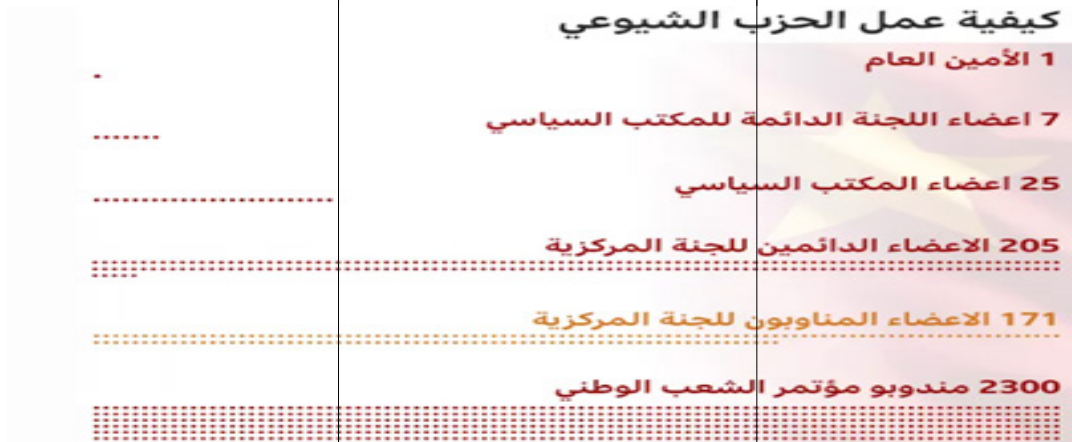 كيفية عمل الحزب الشيوعي
1 الأمين العام
7 اعضاء اللجنة الدائمة للمكتب السياسي
25 اعضاء المكتب السياسي
205 الاعضاء الدائمين للجنة المركزية
171 الاعضاء المناوبون للجنة المركزية
2300 مندوبو مؤتمر الشعب الوطني